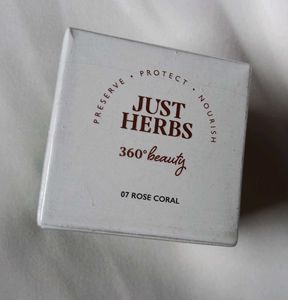 PRESERVE • PROTECT • NOURISH
JUST
HERBS
360° beauty
07 ROSE CORAL